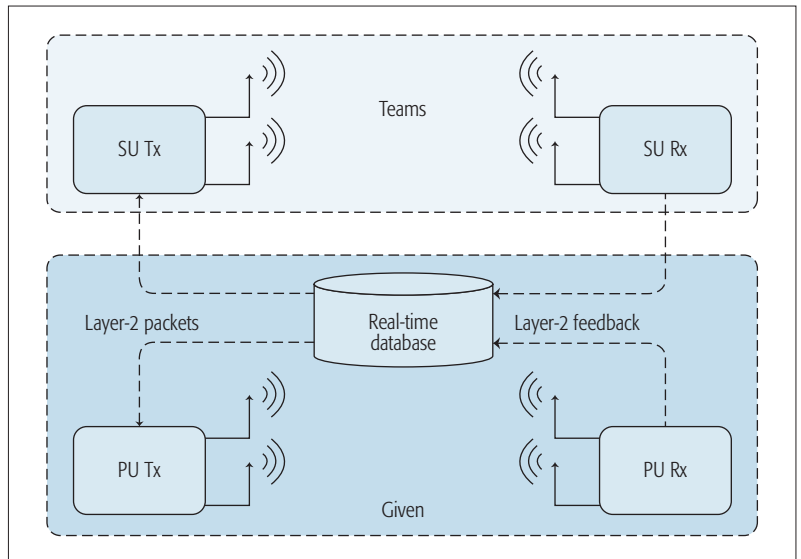 Teams
SU Tx
SU Rx
Layer-2 packets
Real-time
database
Layer-2 feedback
PU Tx
PU Rx
Given